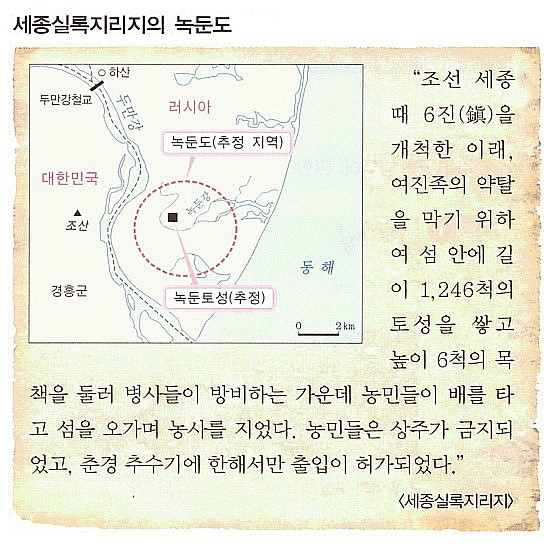 세종실록지리지의 녹둔도
하산
두만강철교
두만강
러시아
녹둔도(추정 지역)
대한민국
녹둔강
조산
동해
경흥군
녹둔토성(추정)
0 2km
“조선 세종
때 6진(鎭)을
개척한 이래,
여진족의 약탈
을 막기 위하
여 섬 안에 길
이 1,246척의
토성을 쌓고
높이 6척의 목
책을 둘러 병사들이 방비하는 가운데 농민들이 배를 타
고 섬을 오가며 농사를 지었다. 농민들은 상주가 금지되
었고, 춘경 추수기에 한해서만 출입이 허가되었다.”
〈세종실록지리지〉